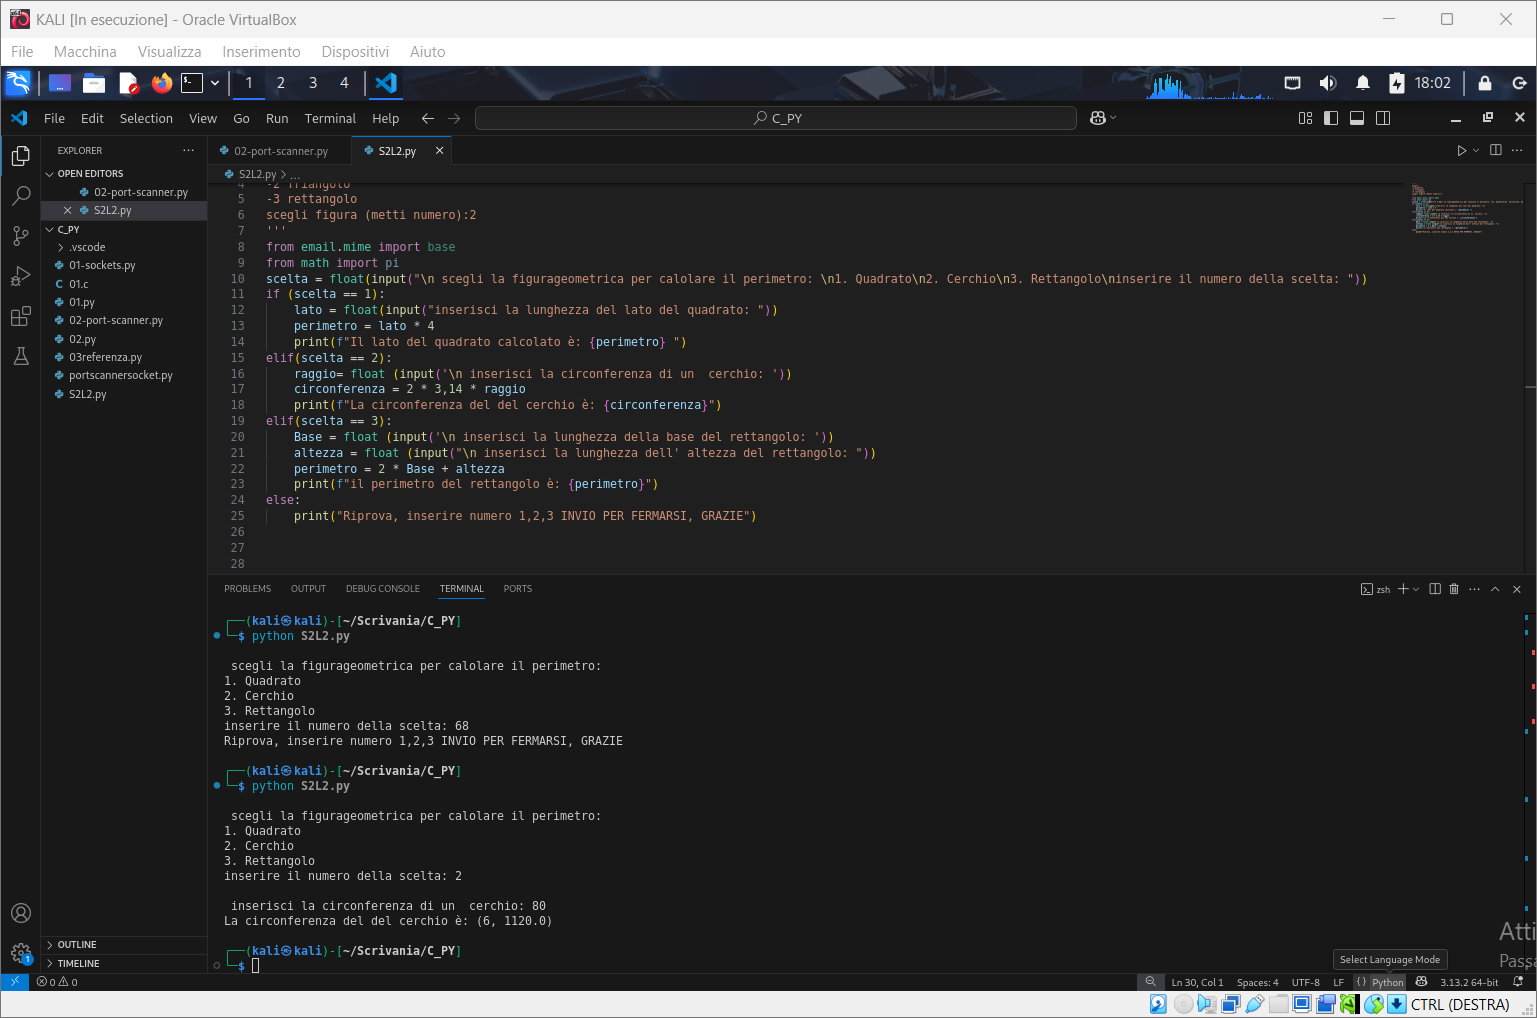 KALI [In esecuzione] - Oracle VirtualBox
File Macchina Visualizza Inserimento Dispositivi Aiuto
1 2 3 4 18:02
File Edit Selection View Go Run Terminal Help C_PY
EXPLORER
02-port-scanner.py S2L2.py
OPEN EDITORS
S2L2.py > ...
02-port-scanner.py
S2L2.py
C_PY
.vscode
01-sockets.py
01.c
01.py
02-port-scanner.py
02.py
03referenza.py
portscannersocket.py
S2L2.py
OUTLINE
TIMELINE
4 -2 Triangolo
5 -3 rettangolo
6 scegli figura (metti numero):2
7 '''
8 from email.mime import base
9 from math import pi
10 scelta = float(input("\n scegli la figurageometrica per calolare il perimetro: \n1. Quadrato\n2. Cerchio\n3. Rettangolo\ninserire il numero della scelta: "))
11 if (scelta == 1):
12     lato = float(input("inserisci la lunghezza del lato del quadrato: "))
13     perimetro = lato * 4
14     print(f"Il lato del quadrato calcolato è: {perimetro} ")
15 elif(scelta == 2):
16     raggio= float (input('\n inserisci la circonferenza di un  cerchio: '))
17     circonferenza = 2 * 3,14 * raggio
18     print(f"La circonferenza del del cerchio è: {circonferenza}")
19 elif(scelta == 3):
20     Base = float (input('\n inserisci la lunghezza della base del rettangolo: '))
21     altezza = float (input("\n inserisci la lunghezza dell' altezza del rettangolo: "))
22     perimetro = 2 * Base + altezza
23     print(f"il perimetro del rettangolo è: {perimetro}")
24 else:
25     print("Riprova, inserire numero 1,2,3 INVIO PER FERMARSI, GRAZIE")
26
27
28
PROBLEMS OUTPUT DEBUG CONSOLE TERMINAL PORTS zsh
(kali㉿kali)-[~/Scrivania/C_PY]
$ python S2L2.py
scegli la figurageometrica per calolare il perimetro:
1. Quadrato
2. Cerchio
3. Rettangolo
inserire il numero della scelta: 68
Riprova, inserire numero 1,2,3 INVIO PER FERMARSI, GRAZIE
(kali㉿kali)-[~/Scrivania/C_PY]
$ python S2L2.py
scegli la figurageometrica per calolare il perimetro:
1. Quadrato
2. Cerchio
3. Rettangolo
inserire il numero della scelta: 2
inserisci la circonferenza di un  cerchio: 80
La circonferenza del del cerchio è: (6, 1120.0)
(kali㉿kali)-[~/Scrivania/C_PY]
$
Atti
Passa
Select Language Mode
1
0 0 Ln 30, Col 1 Spaces: 4 UTF-8 LF {} Python 3.13.2 64-bit
CTRL (DESTRA)